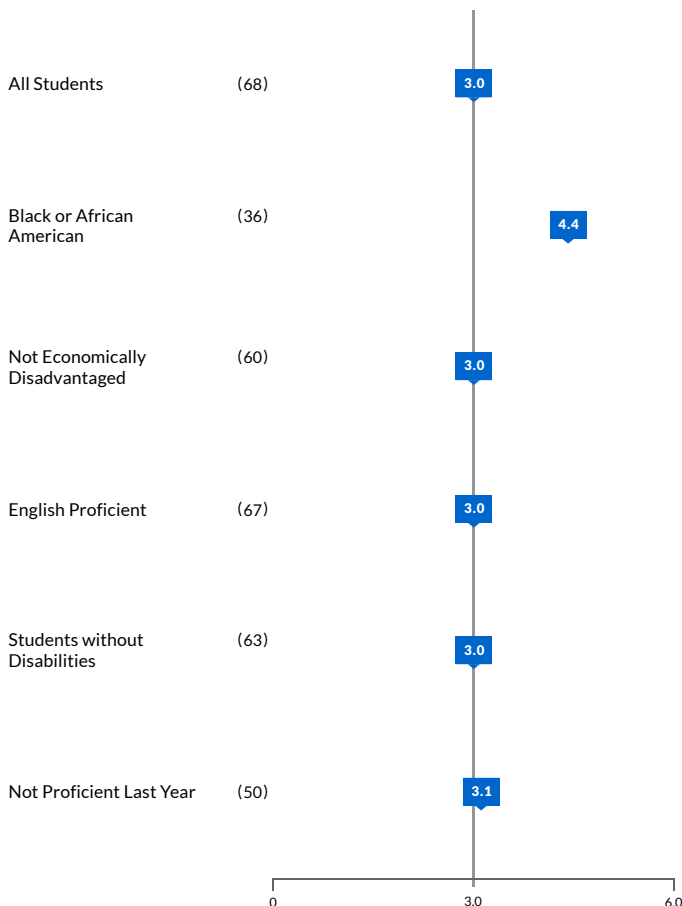 All Students (68) 3.0
Black or African (36) 4.4
American
Not Economically (60) 3.0
Disadvantaged
English Proficient (67) 3.0
Students without (63) 3.0
Disabilities
Not Proficient Last Year (50) 3.1
0 3.0 6.0